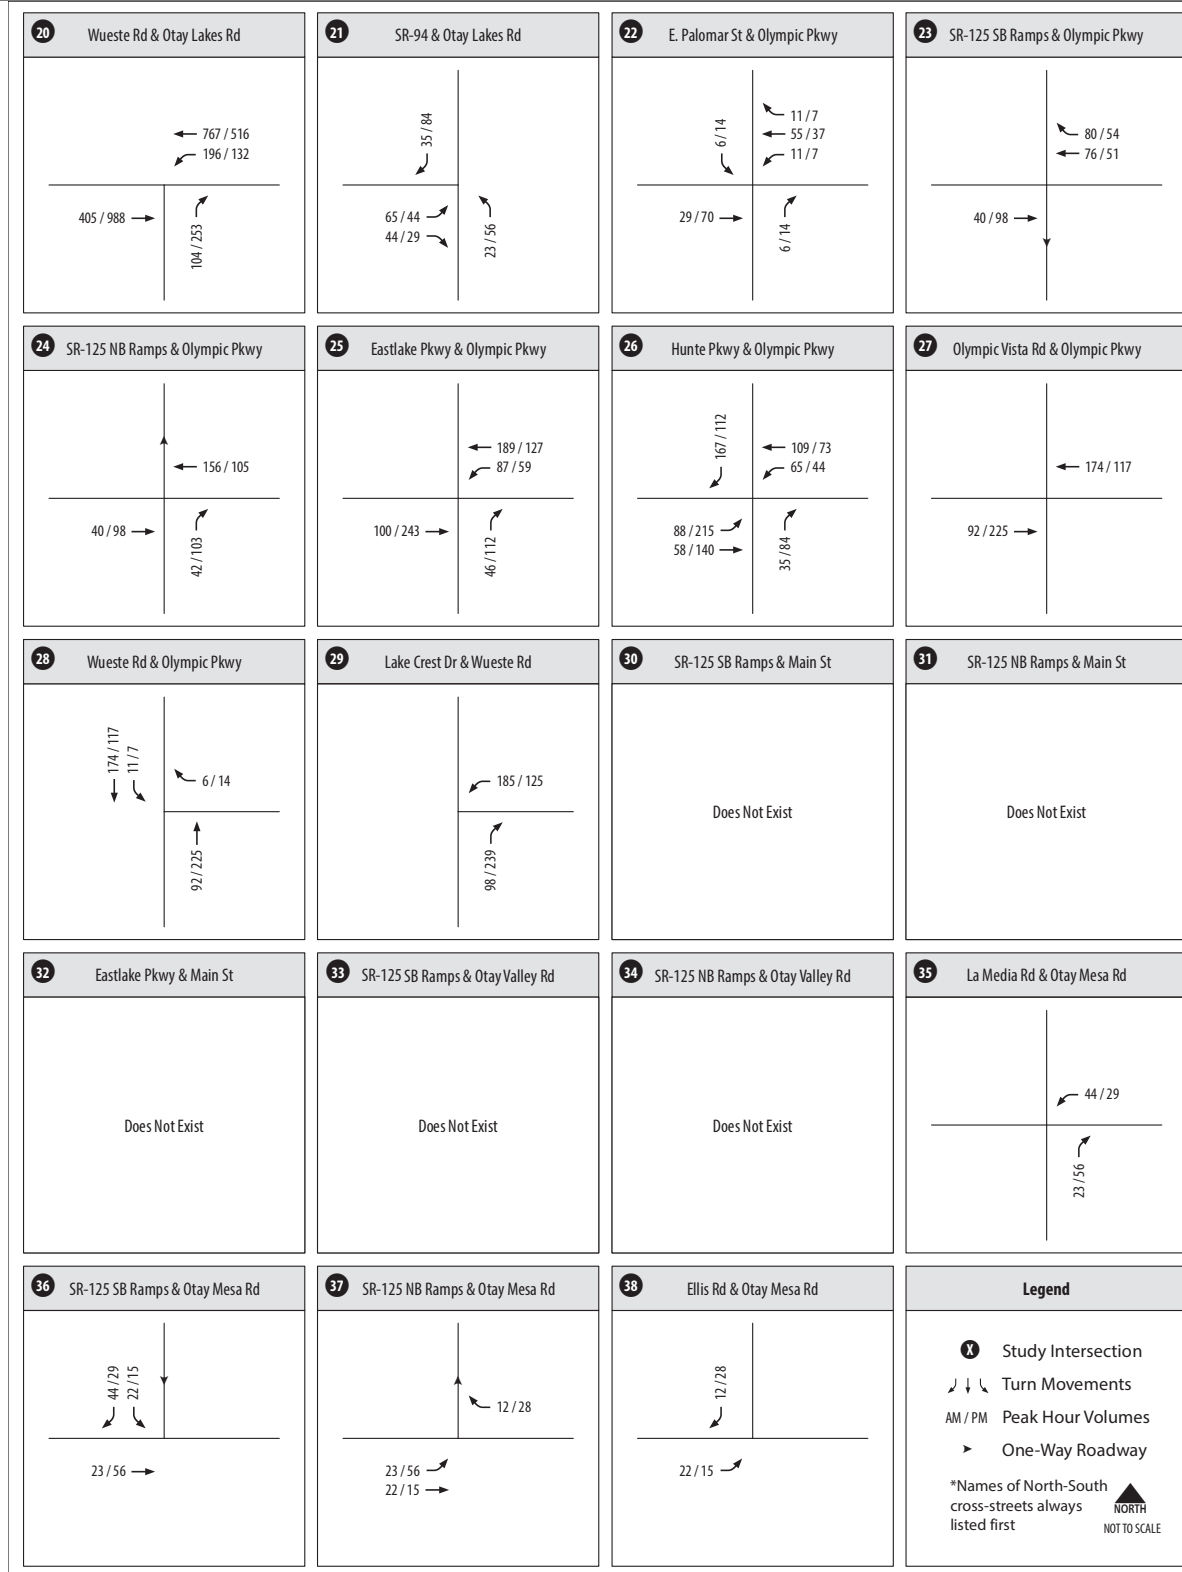 20 Wueste Rd & Otay Lakes Rd
767 / 516
196 / 132
405 / 988
104 / 253
21 SR-94 & Otay Lakes Rd
35 / 84
65 / 44
44 / 29
23 / 56
22 E. Palomar St & Olympic Pkwy
6 / 14
11 / 7
55 / 37
11 / 7
29 / 70
6 / 14
23 SR-125 SB Ramps & Olympic Pkwy
80 / 54
76 / 51
40 / 98
24 SR-125 NB Ramps & Olympic Pkwy
156 / 105
40 / 98
42 / 103
25 Eastlake Pkwy & Olympic Pkwy
189 / 127
87 / 59
100 / 243
46 / 112
26 Hunte Pkwy & Olympic Pkwy
167 / 112
109 / 73
65 / 44
88 / 215
58 / 140
35 / 84
27 Olympic Vista Rd & Olympic Pkwy
174 / 117
92 / 225
28 Wueste Rd & Olympic Pkwy
174 / 117
11 / 7
6 / 14
92 / 225
29 Lake Crest Dr & Wueste Rd
185 / 125
98 / 239
30 SR-125 SB Ramps & Main St
Does Not Exist
31 SR-125 NB Ramps & Main St
Does Not Exist
32 Eastlake Pkwy & Main St
Does Not Exist
33 SR-125 SB Ramps & Otay Valley Rd
Does Not Exist
34 SR-125 NB Ramps & Otay Valley Rd
Does Not Exist
35 La Media Rd & Otay Mesa Rd
44 / 29
23 / 56
36 SR-125 SB Ramps & Otay Mesa Rd
44 / 29
22 / 15
23 / 56
37 SR-125 NB Ramps & Otay Mesa Rd
12 / 28
23 / 56
22 / 15
38 Ellis Rd & Otay Mesa Rd
12 / 28
22 / 15
Legend
X Study Intersection
Turn Movements
AM / PM Peak Hour Volumes
One-Way Roadway
*Names of North-South
cross-streets always
listed first
NORTH
NOT TO SCALE